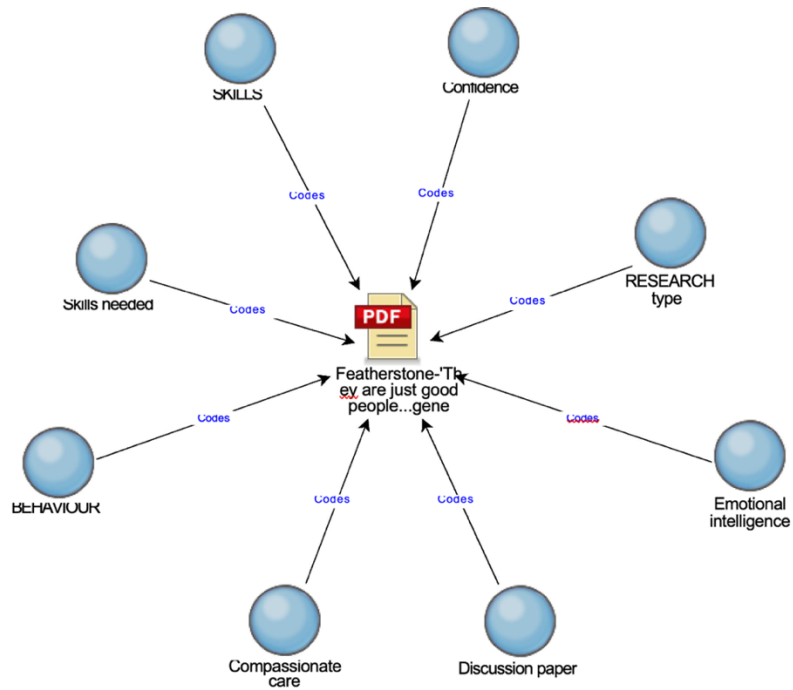 SKILLS
Confidence
Codes
Codes
Skills needed
RESEARCH
type
Codes
Codes
PDF
Featherstone-'Th
ey are just good
people...gene
Codes
Codes
BEHAVIOUR
Emotional
intelligence
Codes
Codes
Compassionate
care
Discussion paper